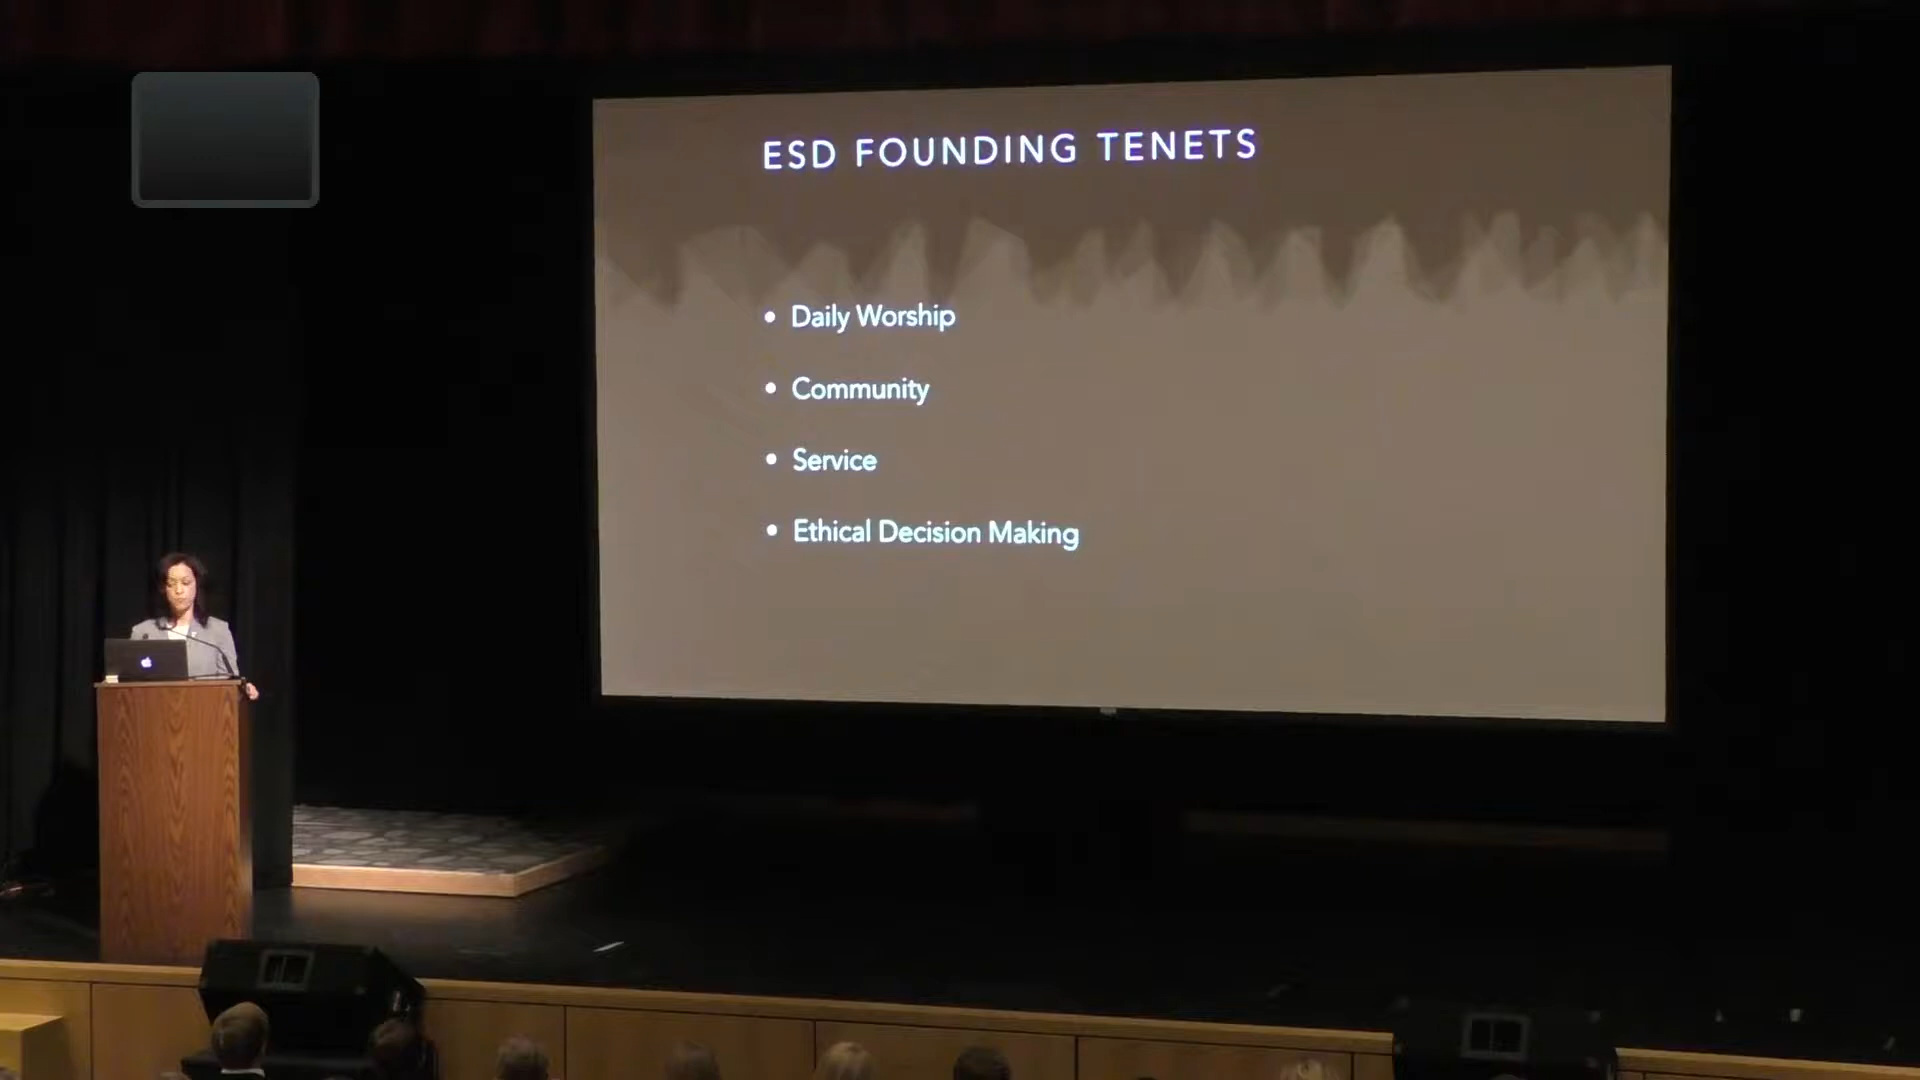 ESD FOUNDING TENETS
• Daily Worship
• Community
• Service
• Ethical Decision Making